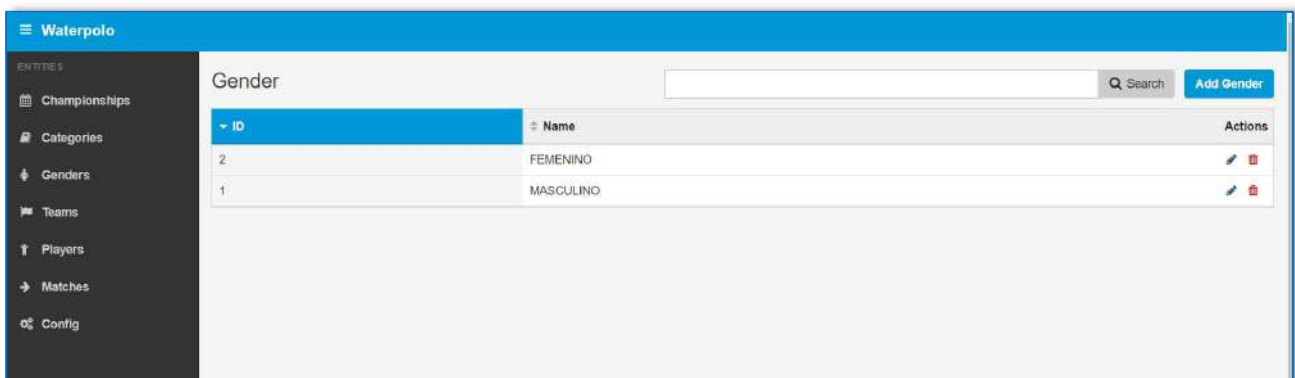 Waterpolo
ENTITIES
Championships
Categories
Genders
Teams
Players
Matches
Config
Gender
Search
Add Gender
ID Name Actions
2 FEMENINO
1 MASCULINO